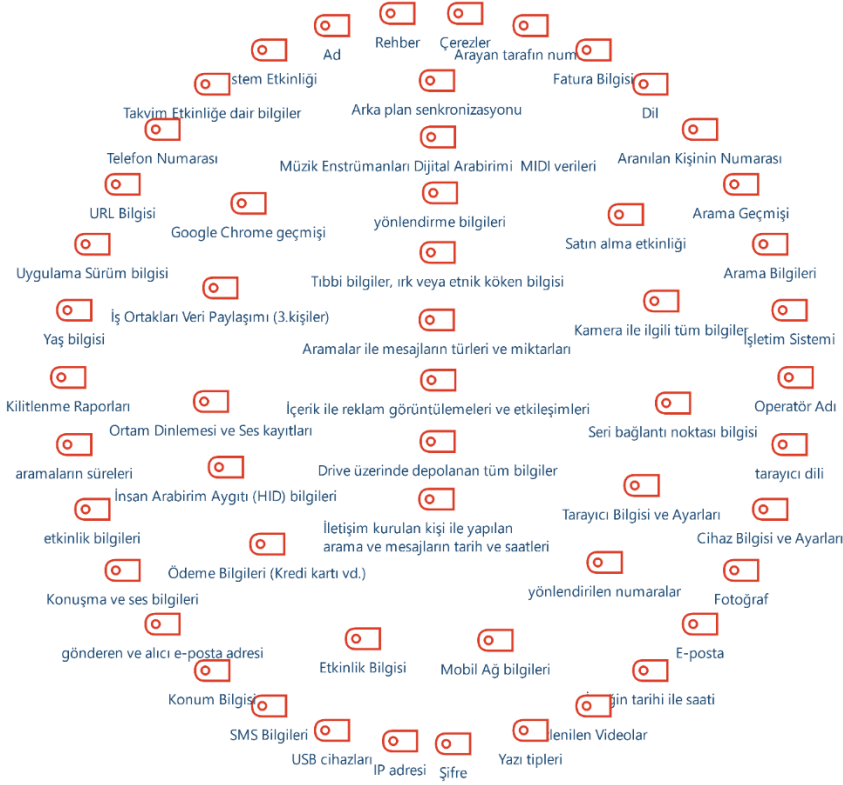 Rehber
Çerezler
Ad
Arayan tarafın num
stem Etkinliği
Fatura Bilgisi
Takvim Etkinliğe dair bilgiler
Arka plan senkronizasyonu
Dil
Telefon Numarası
Müzik Enstrümanları Dijital Arabirimi MIDI verileri
Aranılan Kişinin Numarası
URL Bilgisi
Google Chrome geçmişi
yönlendirme bilgileri
Satın alma etkinliği
Arama Geçmişi
Uygulama Sürüm bilgisi
Tıbbi bilgiler, ırk veya etnik köken bilgisi
Arama Bilgileri
Yaş bilgisi
İş Ortakları Veri Paylaşımı (3.kişiler)
Aramalar ile mesajların türleri ve miktarları
Kamera ile ilgili tüm bilgiler
İşletim Sistemi
Kilitlenme Raporları
Ortam Dinlemesi ve Ses kayıtları
İçerik ile reklam görüntülemeleri ve etkileşimleri
Seri bağlantı noktası bilgisi
Operatör Adı
aramaların süreleri
İnsan Arabirim Aygıtı (HID) bilgileri
Drive üzerinde depolanan tüm bilgiler
tarayıcı dili
etkinlik bilgileri
İletişim kurulan kişi ile yapılan
arama ve mesajların tarih ve saatleri
Tarayıcı Bilgisi ve Ayarları
Cihaz Bilgisi ve Ayarları
Konuşma ve ses bilgileri
Ödeme Bilgileri (Kredi kartı vd.)
yönlendirilen numaralar
Fotoğraf
gönderen ve alıcı e-posta adresi
Etkinlik Bilgisi
Mobil Ağ bilgileri
E-posta
Konum Bilgisi
ğin tarihi ile saati
SMS Bilgileri
lenilen Videolar
USB cihazları
IP adresi
Şifre
Yazı tipleri